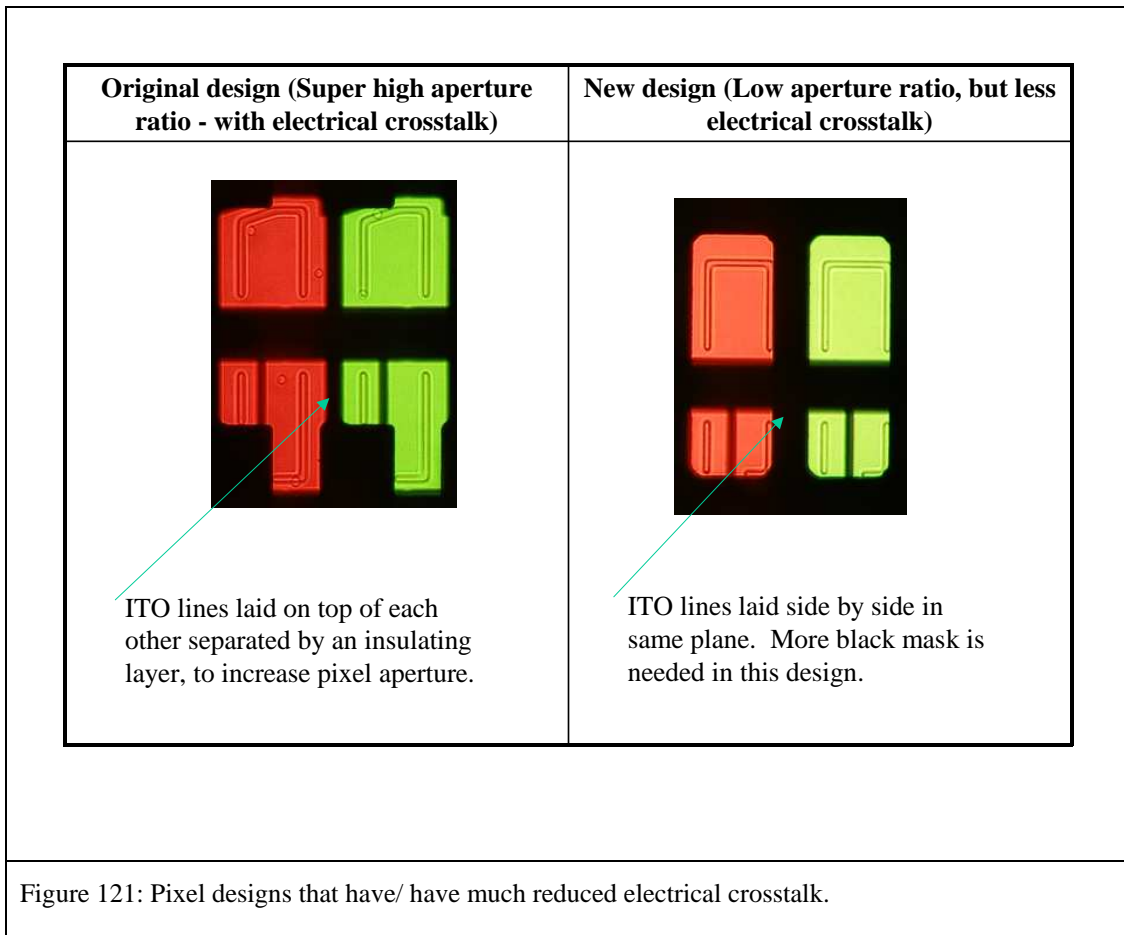 Original design (Super high aperture
ratio - with electrical crosstalk)
New design (Low aperture ratio, but less
electrical crosstalk)
ITO lines laid on top of each
other separated by an insulating
layer, to increase pixel aperture.
ITO lines laid side by side in
same plane.  More black mask is
needed in this design.
Figure 121: Pixel designs that have/ have much reduced electrical crosstalk.